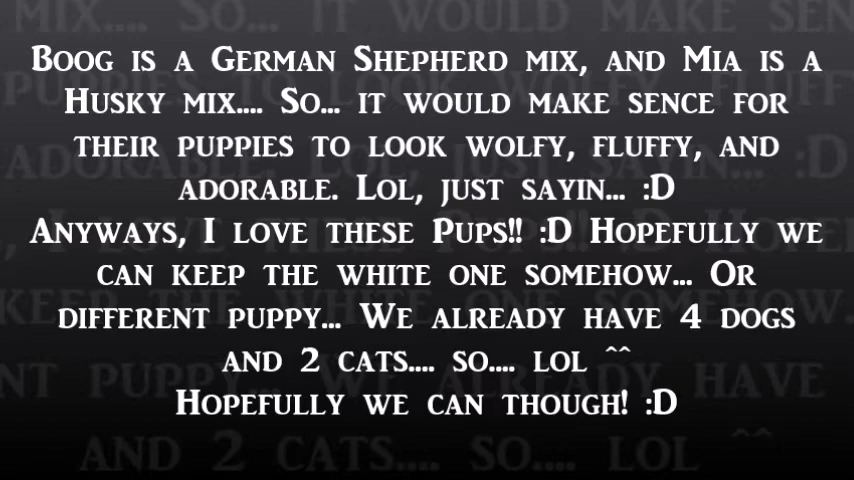 Boog is a German Shepherd mix, and Mia is a
Husky mix.... So... it would make sence for
their puppies to look wolfy, fluffy, and
adorable. Lol, just sayin... :D
Anyways, I love these Pups!! :D Hopefully we
can keep the white one somehow... Or
different puppy... We already have 4 dogs
and 2 cats.... so.... lol ^^
Hopefully we can though! :D